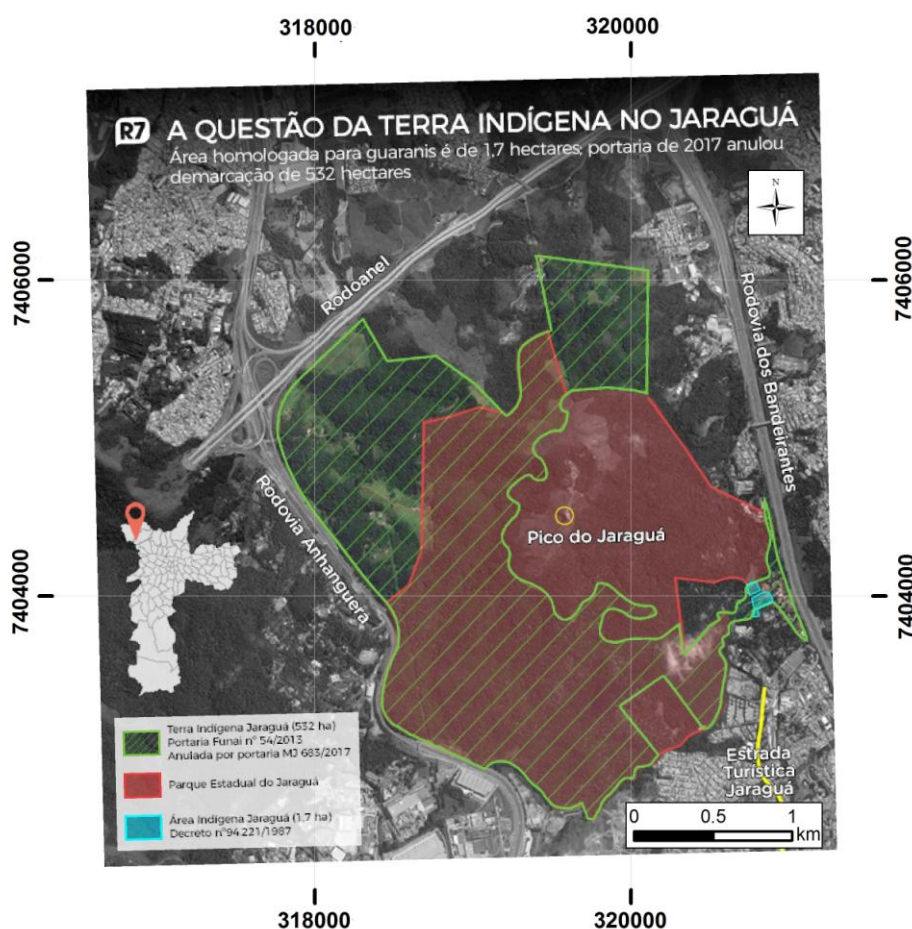 318000
320000
R7 A QUESTÃO DA TERRA INDÍGENA NO JARAGUÁ
Área homologada para guaranis é de 1,7 hectares; portaria de 2017 anulou
demarcação de 532 hectares
N
7406000
7406000
Rodoanel
Rodovia dos Bandeirantes
Rodovia Anhanguera
Pico do Jaraguá
7404000
7404000
Terra Indígena Jaraguá (532 ha)
Portaria Funai nº 54/2013
Anulada por portaria MJ 683/2017
Parque Estadual do Jaraguá
Área Indígena Jaraguá (1,7 ha)
Decreto nº94.221/1987
Estrada
Turística
Jaraguá
0 0.5 1
km
318000
320000